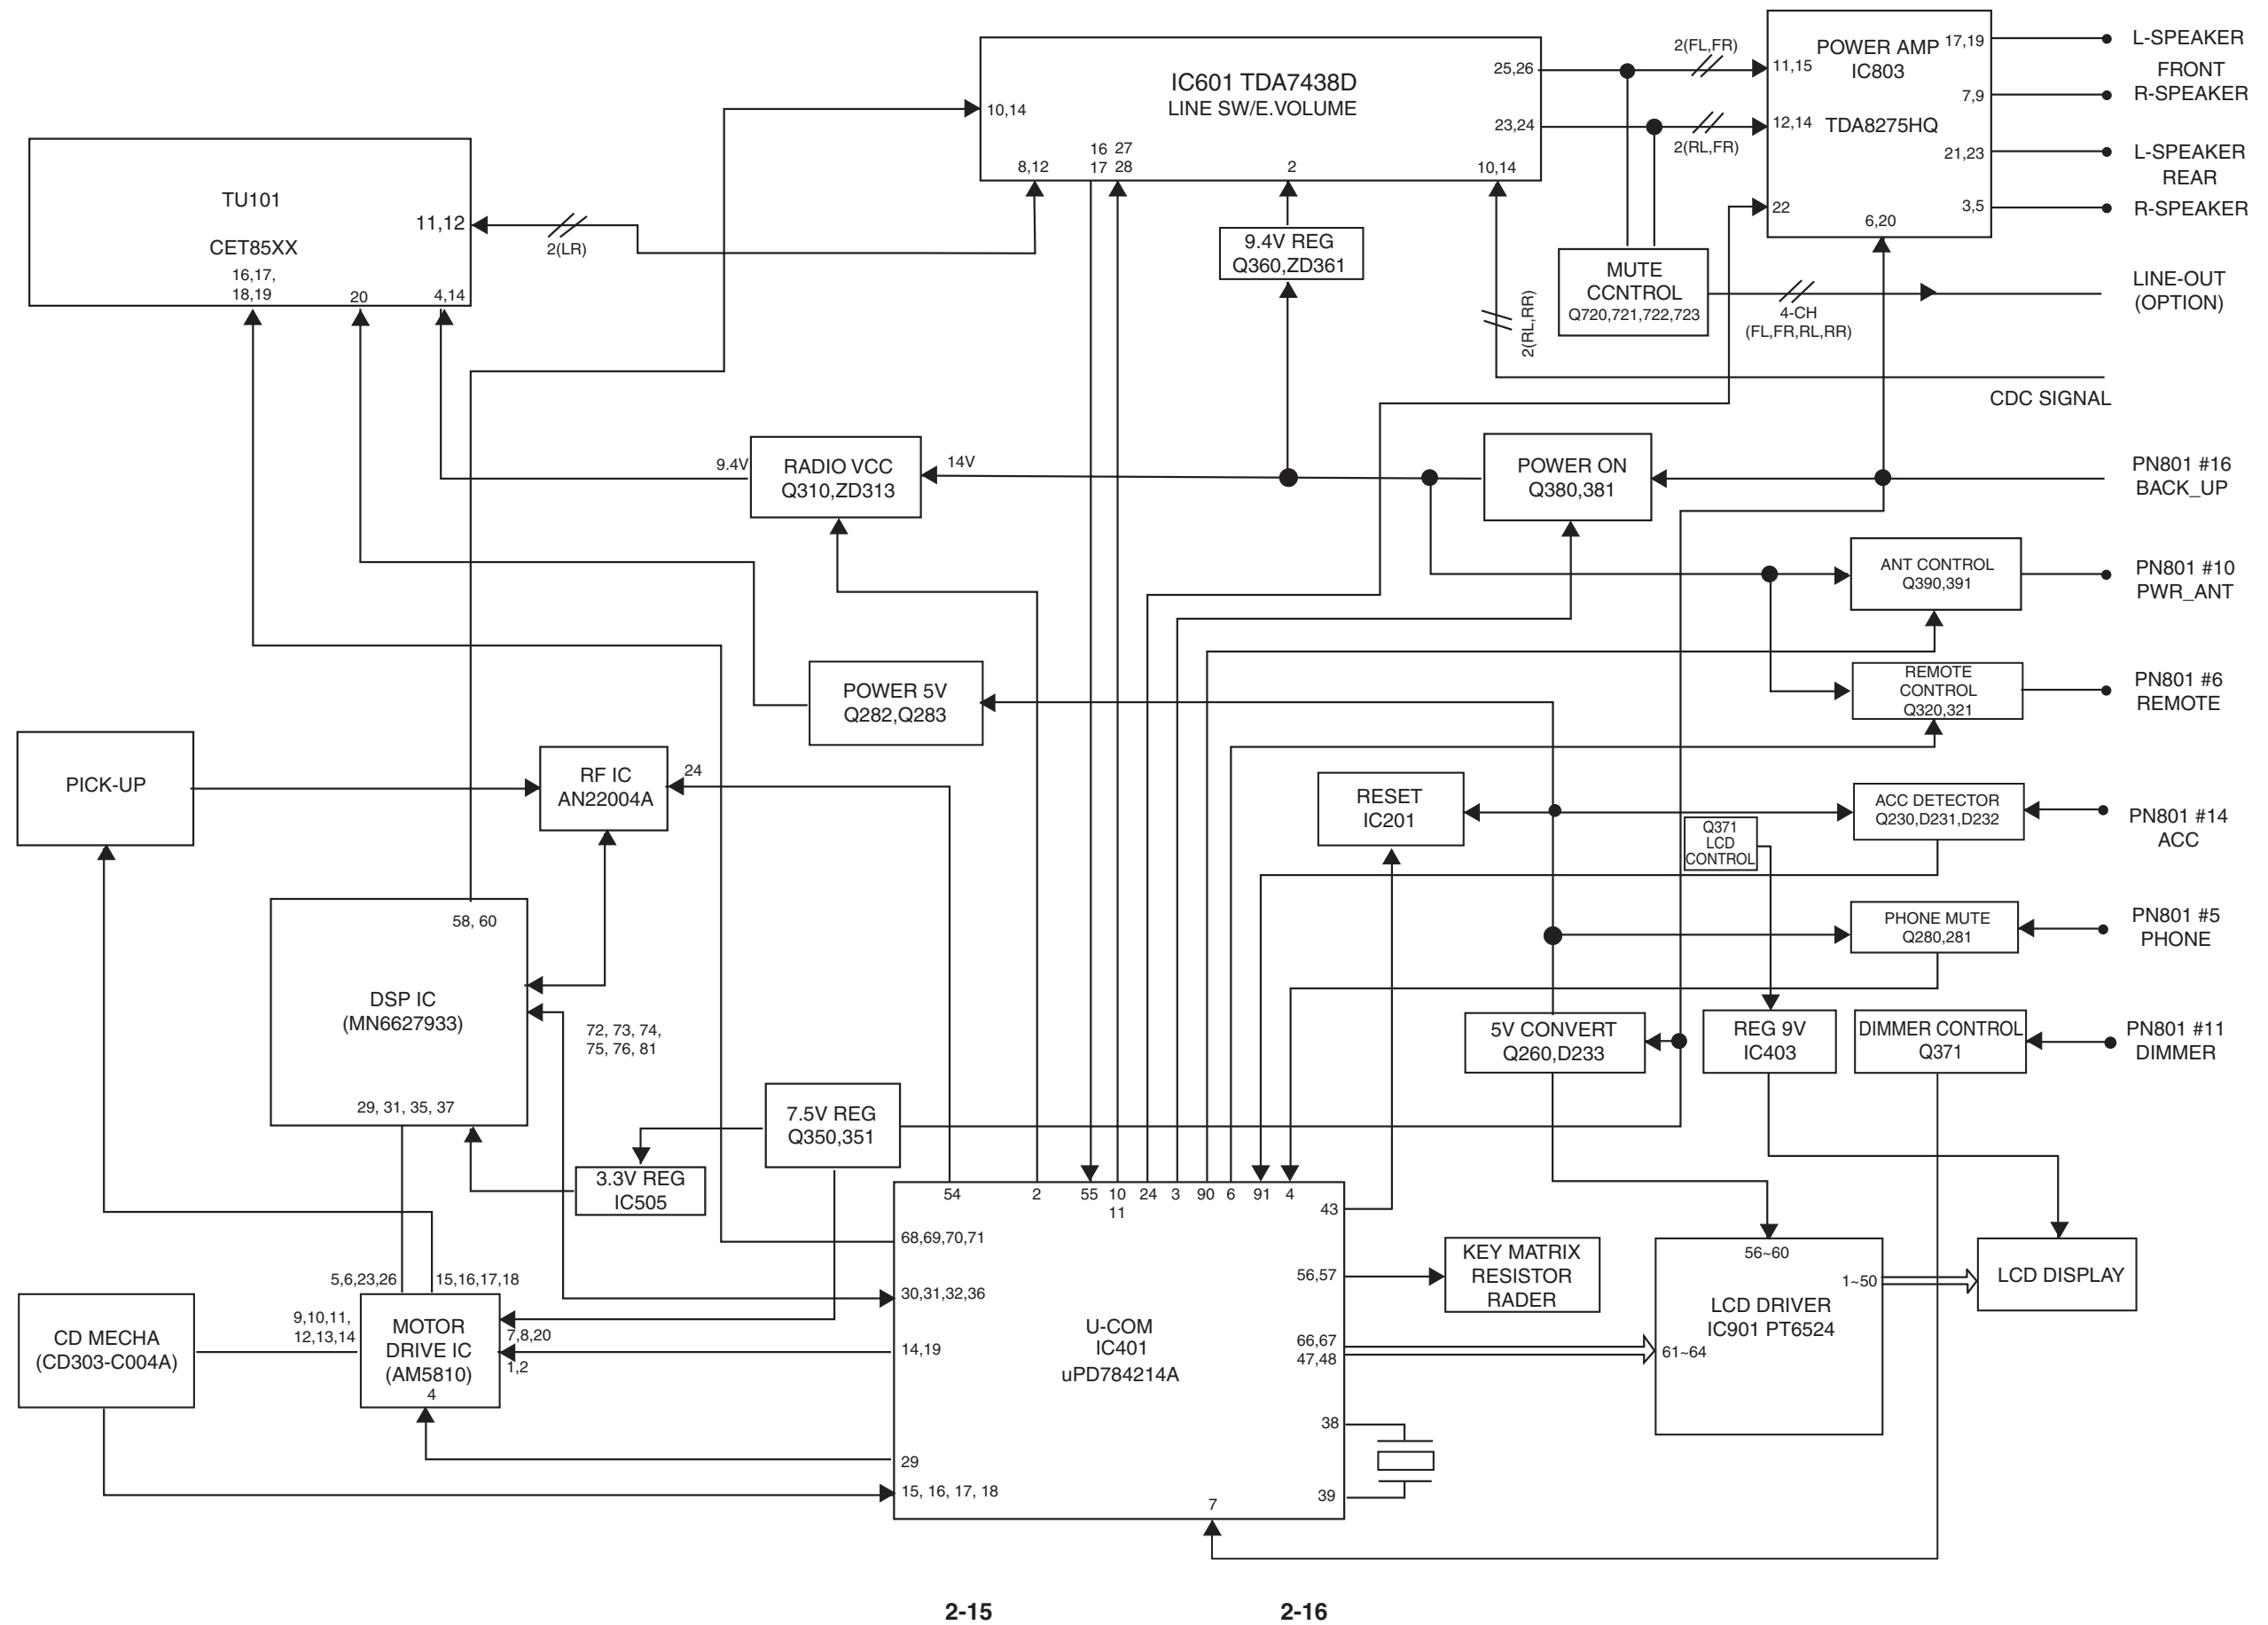 IC601 TDA7438D
LINE SW/E.VOLUME
10,14
8,12
16 27
17 28
2
10,14
25,26
23,24
2(FL,FR)
2(RL,FR)
POWER AMP
IC803
TDA8275HQ
11,15
12,14
22
6,20
17,19
7,9
21,23
3,5
L-SPEAKER
FRONT
R-SPEAKER
L-SPEAKER
REAR
R-SPEAKER
TU101
CET85XX
11,12
16,17,
18,19
20
4,14
2(LR)
9.4V REG
Q360,ZD361
2(RL,RR)
MUTE
CCNTROL
Q720,721,722,723
4-CH
(FL,FR,RL,RR)
LINE-OUT
(OPTION)
CDC SIGNAL
9.4V
RADIO VCC
Q310,ZD313
14V
POWER ON
Q380,381
PN801 #16
BACK_UP
ANT CONTROL
Q390,391
PN801 #10
PWR_ANT
POWER 5V
Q282,Q283
REMOTE
CONTROL
Q320,321
PN801 #6
REMOTE
PICK-UP
RF IC
AN22004A
24
RESET
IC201
Q371
LCD
CONTROL
ACC DETECTOR
Q230,D231,D232
PN801 #14
ACC
58, 60
DSP IC
(MN6627933)
29, 31, 35, 37
72, 73, 74,
75, 76, 81
PHONE MUTE
Q280,281
PN801 #5
PHONE
5V CONVERT
Q260,D233
REG 9V
IC403
DIMMER CONTROL
Q371
PN801 #11
DIMMER
7.5V REG
Q350,351
3.3V REG
IC505
54
2
55
10
11
24
3
90
6
91
4
43
68,69,70,71
30,31,32,36
14,19
29
15, 16, 17, 18
U-COM
IC401
uPD784214A
56,57
66,67
47,48
38
39
7
KEY MATRIX
RESISTOR
RADER
56~60
1~50
LCD DRIVER
IC901 PT6524
61~64
LCD DISPLAY
5,6,23,26
15,16,17,18
9,10,11,
12,13,14
CD MECHA
(CD303-C004A)
MOTOR
DRIVE IC
(AM5810)
4
7,8,20
1,2
2-15
2-16